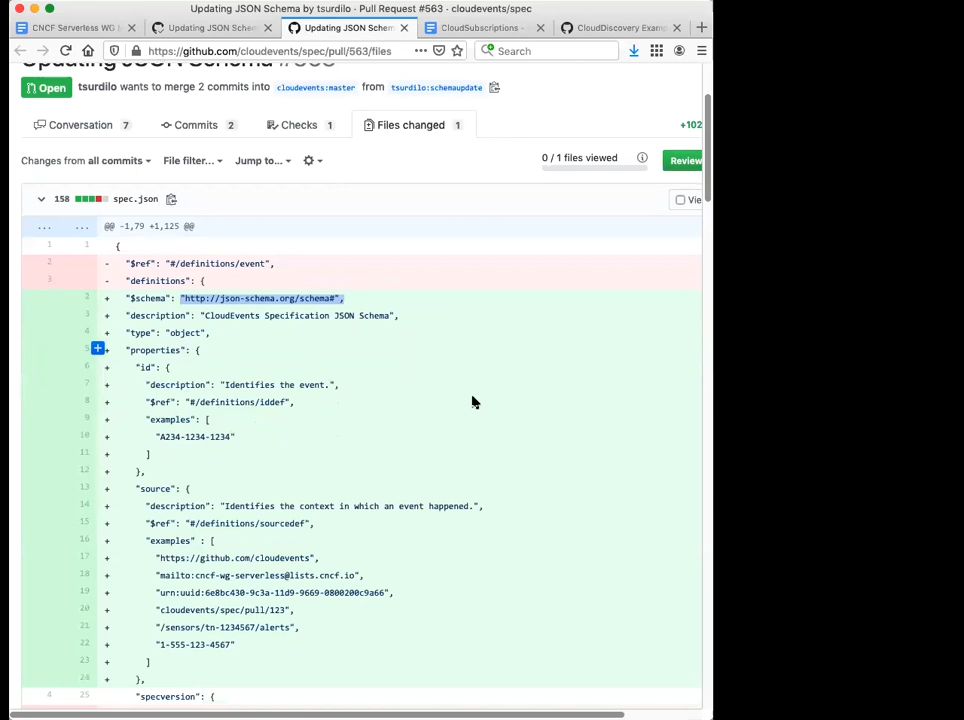 Updating JSON Schema by tsurdilo · Pull Request #563 · cloudevents/spec
CNCF Serverless WG
Updating JSON Schema
Updating JSON Schem
CloudSubscriptions -
CloudDiscovery Exam
https://github.com/cloudevents/spec/pull/563/files
Search
Updating JSON Schema #563
Open
tsurdilo wants to merge 2 commits into cloudevents:master from tsurdilo:schemaupdate
Conversation 7
Commits 2
Checks 1
Files changed 1
+102
Changes from all commits
File filter...
Jump to...
0 / 1 files viewed
Review
158 spec.json
Vie
... ... @@ -1,79 +1,125 @@
1 1 {
2 - "$ref": "#/definitions/event",
3 - "definitions": {
2 + "$schema": "http://json-schema.org/schema#",
3 + "description": "CloudEvents Specification JSON Schema",
4 + "type": "object",
5 + "properties": {
6 + "id": {
7 + "description": "Identifies the event.",
8 + "$ref": "#/definitions/iddef",
9 + "examples": [
10 + "A234-1234-1234"
11 + ]
12 + },
13 + "source": {
14 + "description": "Identifies the context in which an event happened.",
15 + "$ref": "#/definitions/sourcedef",
16 + "examples" : [
17 + "https://github.com/cloudevents",
18 + "mailto:cncf-wg-serverless@lists.cncf.io",
19 + "urn:uuid:6e8bc430-9c3a-11d9-9669-0800200c9a66",
20 + "cloudevents/spec/pull/123",
21 + "/sensors/tn-1234567/alerts",
22 + "1-555-123-4567"
23 + ]
24 + },
4 25 "specversion": {